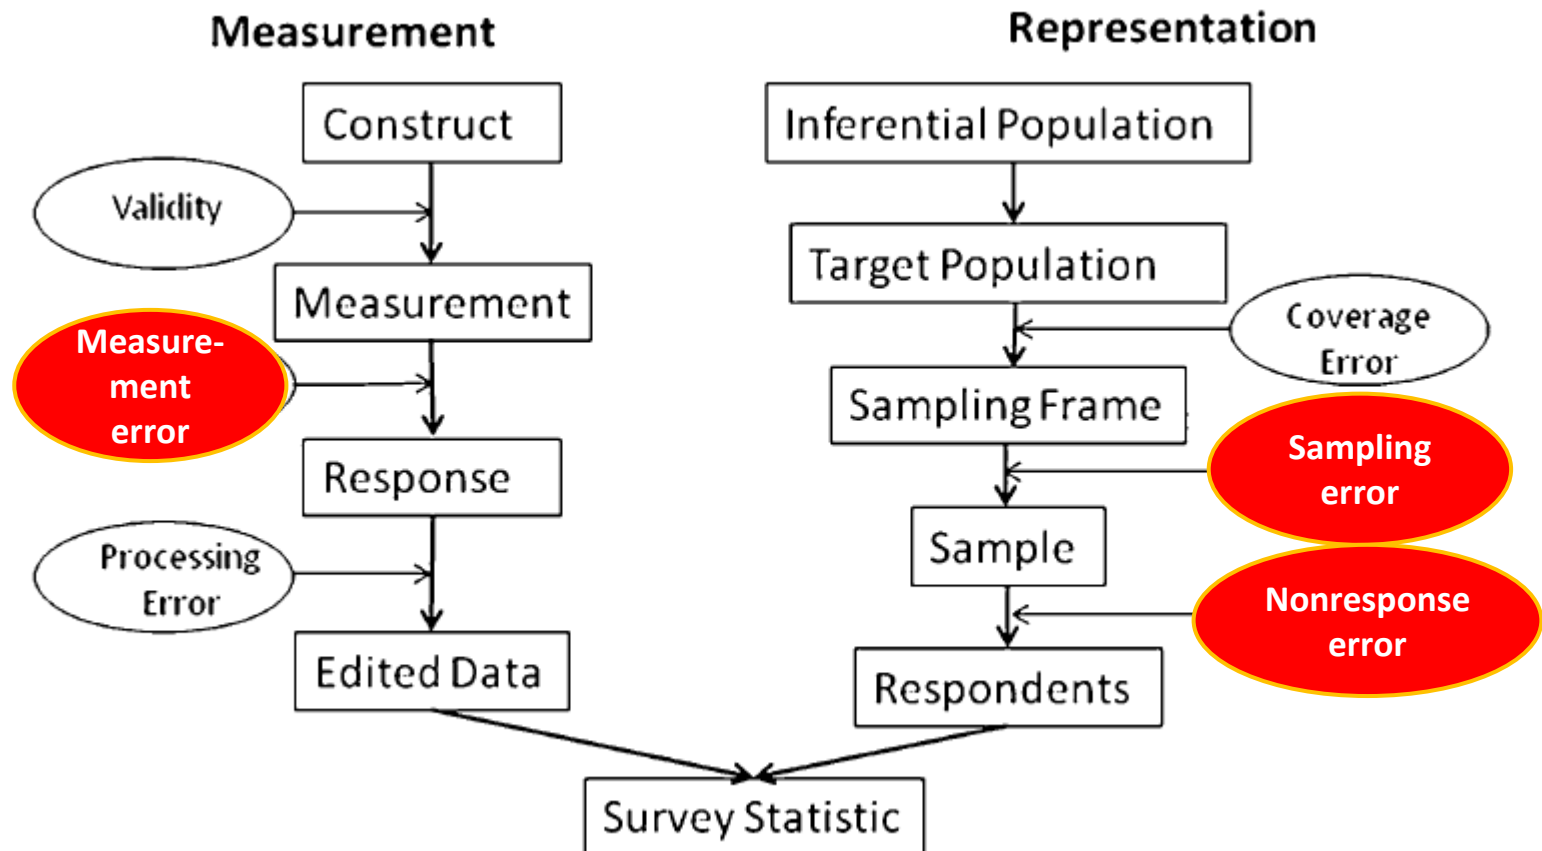 Measurement
Construct
Validity
Measurement
Measure-
ment
error
Response
Processing
Error
Edited Data
Representation
Inferential Population
Target Population
Coverage
Error
Sampling Frame
Sampling
error
Sample
Nonresponse
error
Respondents
Survey Statistic